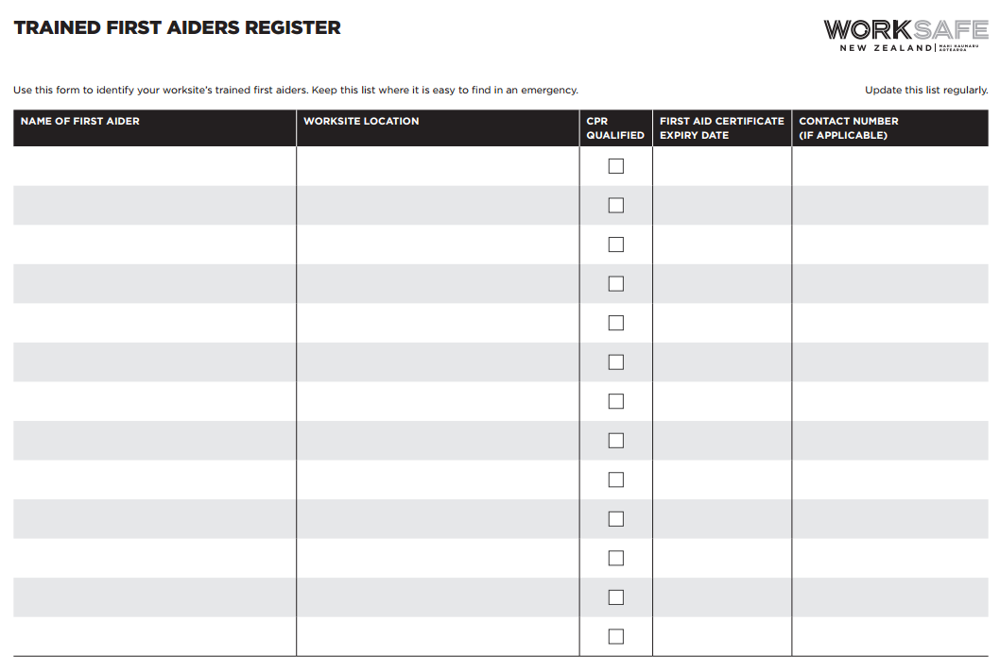 TRAINED FIRST AIDERS REGISTER
WORKSAFE
NEW ZEALAND | MAHI HAUMARU
AOTEAROA
Use this form to identify your worksite's trained first aiders. Keep this list where it is easy to find in an emergency.
Update this list regularly.
NAME OF FIRST AIDER
WORKSITE LOCATION
CPR
QUALIFIED
FIRST AID CERTIFICATE
EXPIRY DATE
CONTACT NUMBER
(IF APPLICABLE)